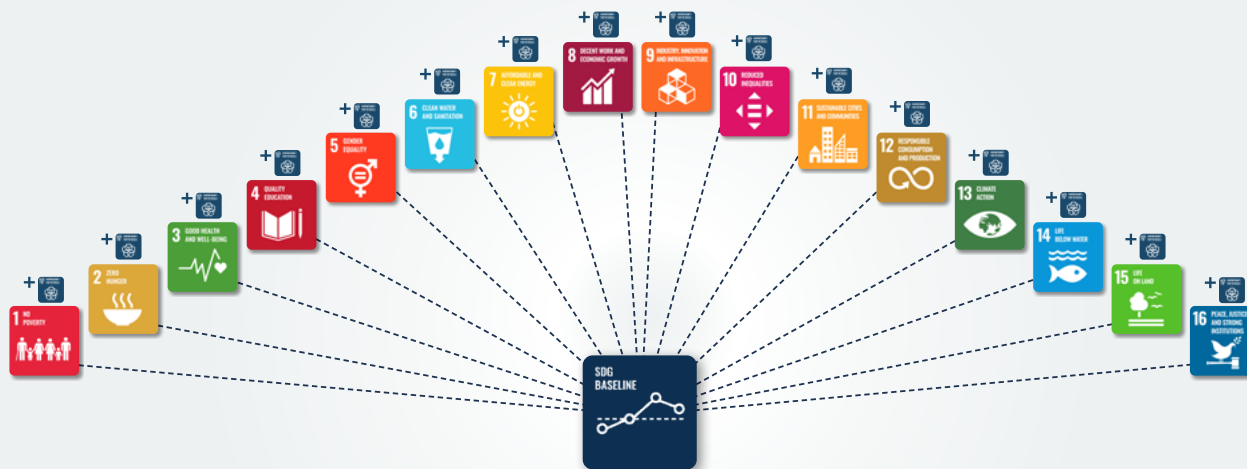 1 NO
POVERTY
2 ZERO
HUNGER
3 GOOD HEALTH
AND WELL-BEING
4 QUALITY
EDUCATION
5 GENDER
EQUALITY
6 CLEAN WATER
AND SANITATION
7 AFFORDABLE AND
CLEAN ENERGY
8 DECENT WORK AND
ECONOMIC GROWTH
9 INDUSTRY, INNOVATION
AND INFRASTRUCTURE
10 REDUCED
INEQUALITIES
11 SUSTAINABLE CITIES
AND COMMUNITIES
12 RESPONSIBLE
CONSUMPTION
AND PRODUCTION
13 CLIMATE
ACTION
14 LIFE
BELOW WATER
15 LIFE
ON LAND
16 PEACE, JUSTICE
AND STRONG
INSTITUTIONS
SDG
BASELINE